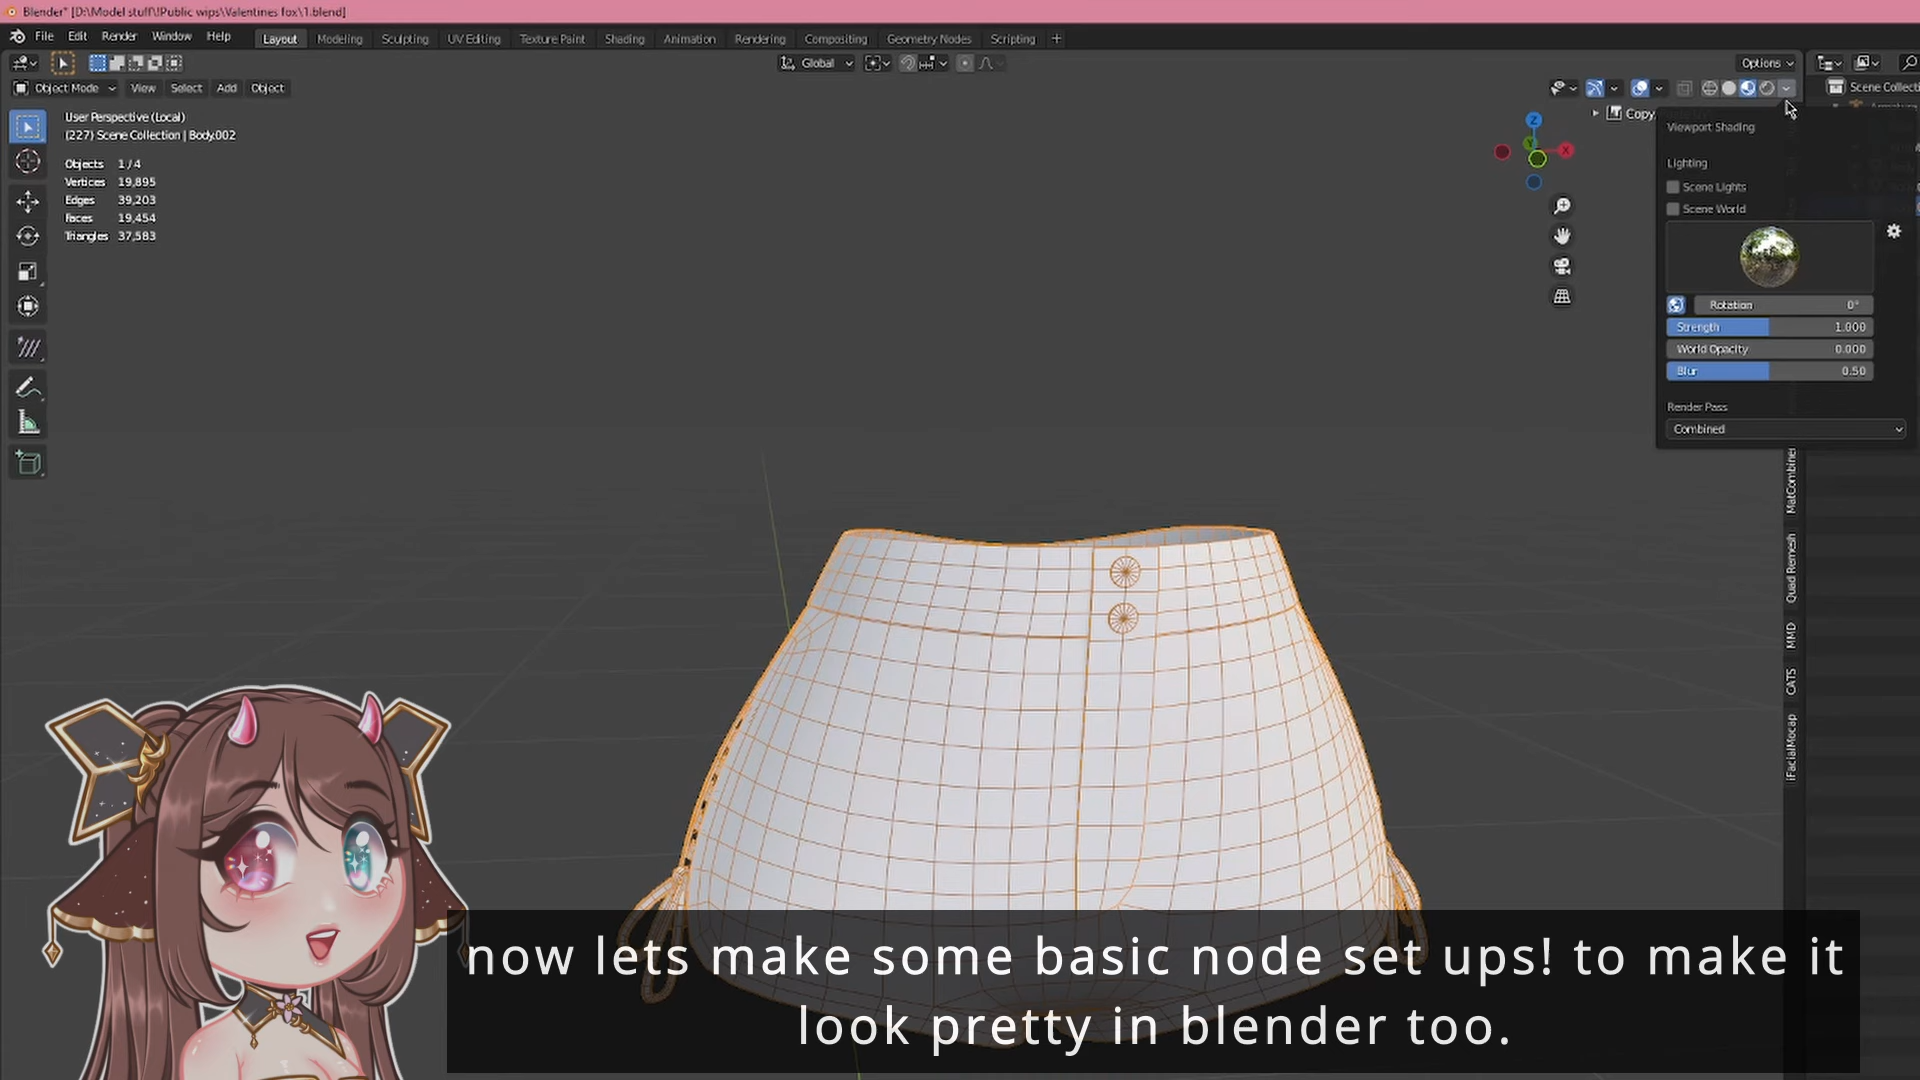 Blender* [D:\Model stuff\!Public wips\Valentines fox\1.blend]
File Edit Render Window Help Layout Modeling Sculpting UV Editing Texture Paint Shading Animation Rendering Compositing Geometry Nodes Scripting +
Global Options
Object Mode View Select Add Object Scene Collecti
User Perspective (Local)
(227) Scene Collection | Body.002
Copy
Objects 1/4
Vertices 19,895
Edges 39,203
Faces 19,454
Triangles 37,583
Z
Y
X
Viewport Shading
Lighting
Scene Lights
Scene World
Rotation 0°
Strength 1.000
World Opacity 0.000
Blur 0.50
Render Pass
Combined
MatCombiner
Quad Remesh
MMD
CATS
iFacialMocap
now lets make some basic node set ups! to make it
look pretty in blender too.